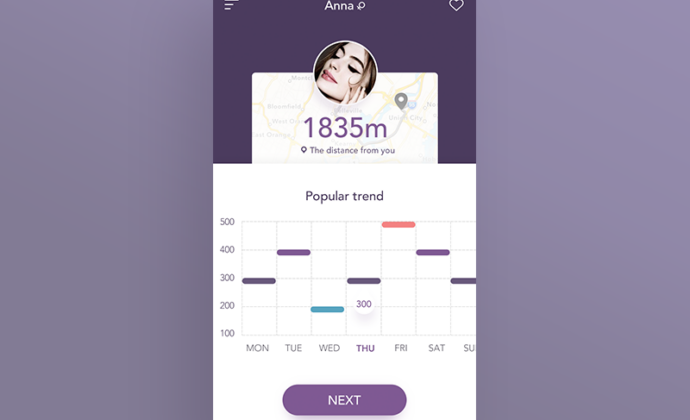 Anna
1835m
The distance from you
Popular trend
500
400
300
200
100
300
MON TUE WED THU FRI SAT SU
NEXT